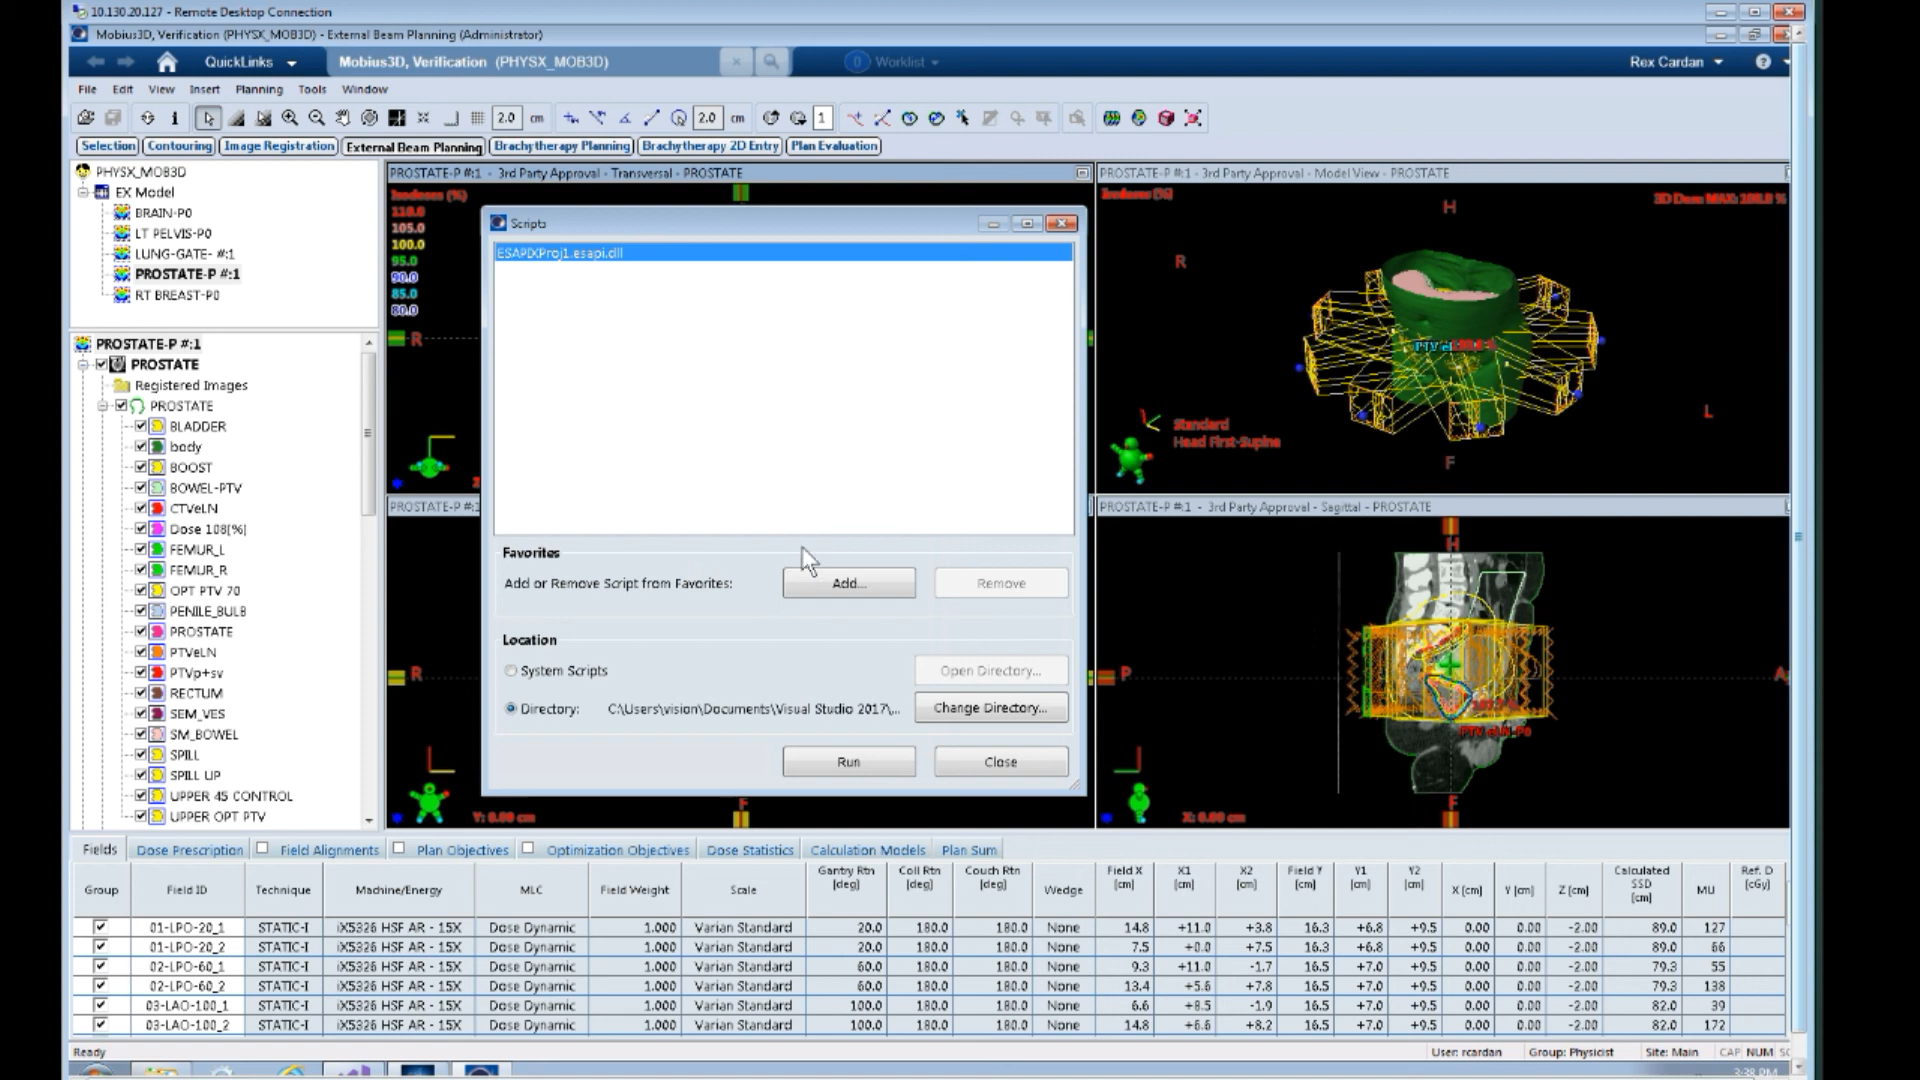 10.130.20.127 - Remote Desktop Connection
Mobius3D, Verification (PHYSX_MOB3D) - External Beam Planning (Administrator)
QuickLinks
Mobius3D, Verification (PHYSX_MOB3D)
0 Worklist
Rex Cardan
File Edit View Insert Planning Tools Window
2.0 cm 2.0 cm 1
Selection Contouring Image Registration External Beam Planning Brachytherapy Planning Brachytherapy 2D Entry Plan Evaluation
PHYSX_MOB3D
EX Model
BRAIN-P0
LT PELVIS-P0
LUNG-GATE- #:1
PROSTATE-P #:1
RT BREAST-P0
PROSTATE-P #:1
PROSTATE
Registered Images
PROSTATE
BLADDER
body
BOOST
BOWEL-PTV
CTVeLN
Dose 108[%]
FEMUR_L
FEMUR_R
OPT PTV 70
PENILE_BULB
PROSTATE
PTVeLN
PTVp+sv
RECTUM
SEM_VES
SM_BOWEL
SPILL
SPILL UP
UPPER 45 CONTROL
UPPER OPT PTV
PROSTATE-P #:1 - 3rd Party Approval - Transversal - PROSTATE
Isodoses (%)
110.0
105.0
100.0
95.0
90.0
85.0
80.0
R
PROSTATE-P #:1
R
Y: 0.00 cm
F
Scripts
ESAPIXProj1.esapi.dll
Favorites
Add or Remove Script from Favorites:
Add...
Remove
Location
System Scripts
Open Directory...
Directory: C:\Users\vision\Documents\Visual Studio 2017\...
Change Directory...
Run
Close
PROSTATE-P #:1 - 3rd Party Approval - Model View - PROSTATE
Isodoses (%)
H
R
L
F
Standard
Head First-Supine
PROSTATE-P #:1 - 3rd Party Approval - Sagittal - PROSTATE
H
P
A
F
X: 0.00 cm
Fields Dose Prescription Field Alignments Plan Objectives Optimization Objectives Dose Statistics Calculation Models Plan Sum
Group Field ID Technique Machine/Energy MLC Field Weight Scale Gantry Rtn [deg] Coll Rtn [deg] Couch Rtn [deg] Wedge Field X [cm] X1 [cm] X2 [cm] Field Y [cm] Y1 [cm] Y2 [cm] X [cm] Y [cm] Z [cm] Calculated SSD [cm] MU Ref. D [cGy]
01-LPO-20_1 STATIC-I iX5326 HSF AR - 15X Dose Dynamic 1.000 Varian Standard 20.0 180.0 180.0 None 14.8 +11.0 +3.8 16.3 +6.8 +9.5 0.00 0.00 -2.00 89.0 127
01-LPO-20_2 STATIC-I iX5326 HSF AR - 15X Dose Dynamic 1.000 Varian Standard 20.0 180.0 180.0 None 7.5 +0.0 +7.5 16.3 +6.8 +9.5 0.00 0.00 -2.00 89.0 66
02-LPO-60_1 STATIC-I iX5326 HSF AR - 15X Dose Dynamic 1.000 Varian Standard 60.0 180.0 180.0 None 9.3 +11.0 -1.7 16.5 +7.0 +9.5 0.00 0.00 -2.00 79.3 55
02-LPO-60_2 STATIC-I iX5326 HSF AR - 15X Dose Dynamic 1.000 Varian Standard 60.0 180.0 180.0 None 13.4 +5.6 +7.8 16.5 +7.0 +9.5 0.00 0.00 -2.00 79.3 138
03-LAO-100_1 STATIC-I iX5326 HSF AR - 15X Dose Dynamic 1.000 Varian Standard 100.0 180.0 180.0 None 6.6 +8.5 -1.9 16.5 +7.0 +9.5 0.00 0.00 -2.00 82.0 39
03-LAO-100_2 STATIC-I iX5326 HSF AR - 15X Dose Dynamic 1.000 Varian Standard 100.0 180.0 180.0 None 14.8 +6.6 +8.2 16.5 +7.0 +9.5 0.00 0.00 -2.00 82.0 172
Ready
User: rcardan Group: Physicist Site: Main CAP NUM
3:38 PM